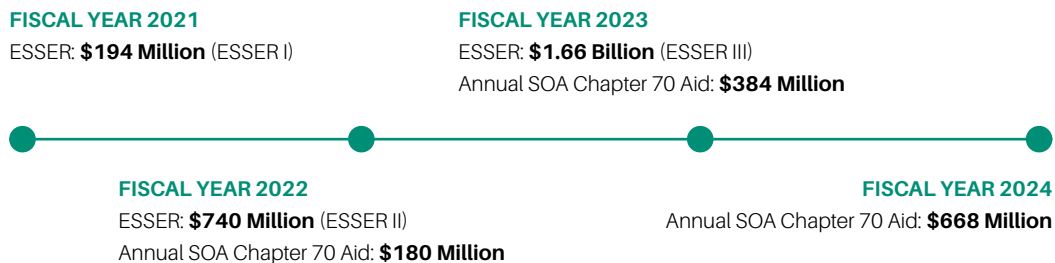 FISCAL YEAR 2021
ESSER: $194 Million (ESSER I)
FISCAL YEAR 2023
ESSER: $1.66 Billion (ESSER III)
Annual SOA Chapter 70 Aid: $384 Million
FISCAL YEAR 2022
ESSER: $740 Million (ESSER II)
Annual SOA Chapter 70 Aid: $180 Million
FISCAL YEAR 2024
Annual SOA Chapter 70 Aid: $668 Million